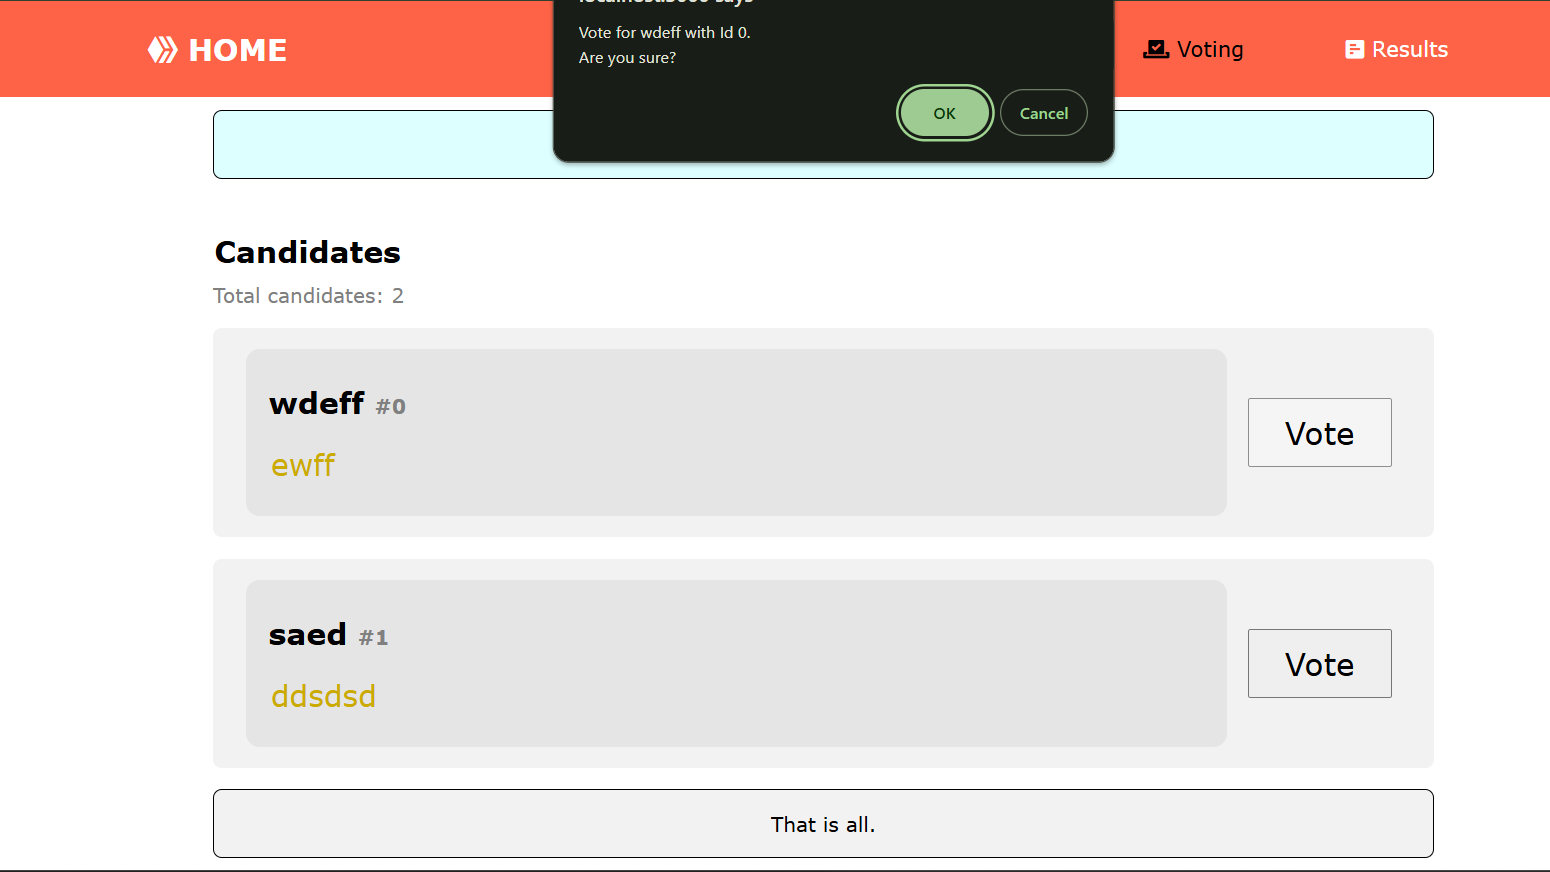 HOME
Voting
Results
Vote for wdeff with Id 0.
Are you sure?
OK
Cancel
Candidates
Total candidates: 2
wdeff #0
ewff
Vote
saed #1
ddsdsd
Vote
That is all.